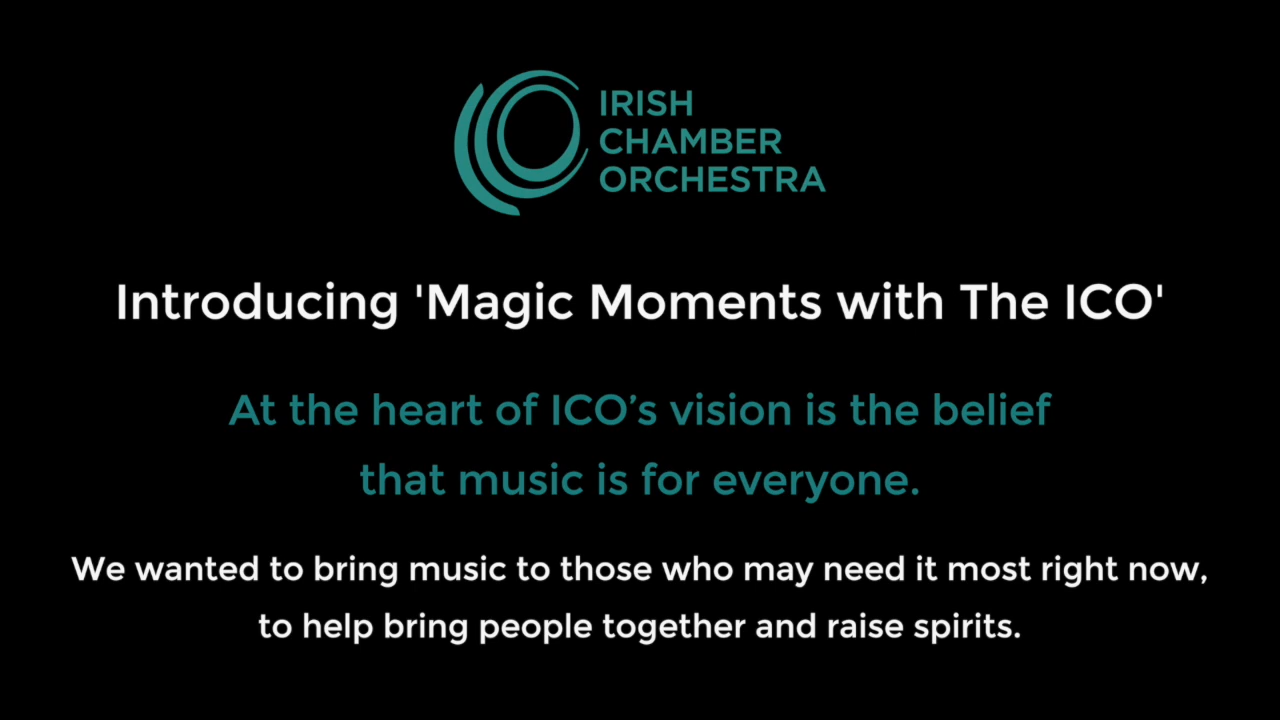 IRISH
CHAMBER
ORCHESTRA
Introducing 'Magic Moments with The ICO'
At the heart of ICO’s vision is the belief
that music is for everyone.
We wanted to bring music to those who may need it most right now,
to help bring people together and raise spirits.